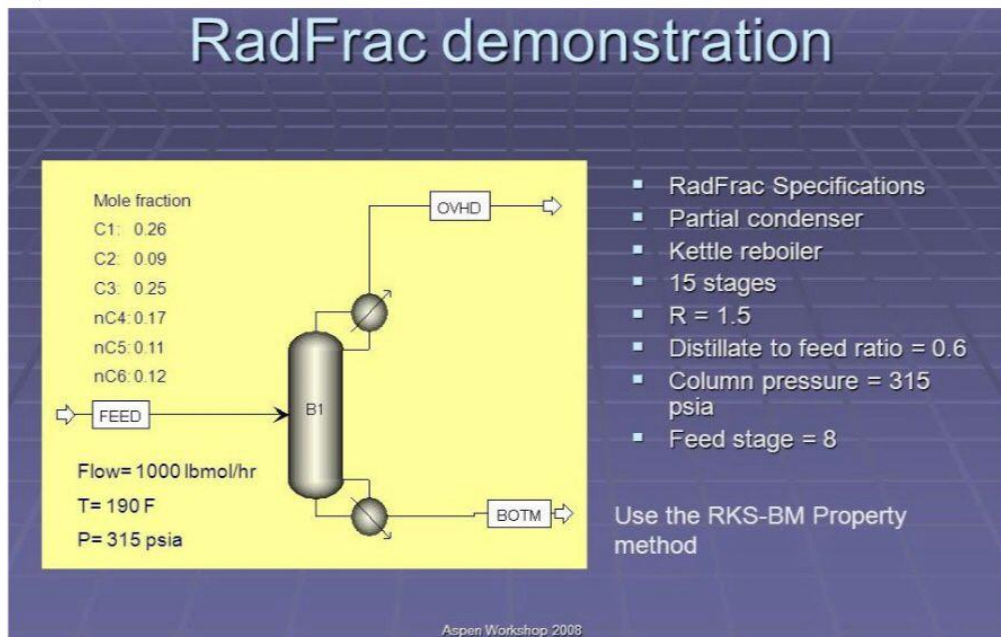 RadFrac demonstration
Mole fraction
C1: 0.26
C2: 0.09
C3: 0.25
nC4: 0.17
nC5: 0.11
nC6: 0.12
FEED
Flow= 1000 lbmol/hr
T= 190 F
P= 315 psia
B1
OVHD
BOTM
RadFrac Specifications
Partial condenser
Kettle reboiler
15 stages
R = 1.5
Distillate to feed ratio = 0.6
Column pressure = 315
psia
Feed stage = 8
Use the RKS-BM Property
method
Aspen Workshop 2008